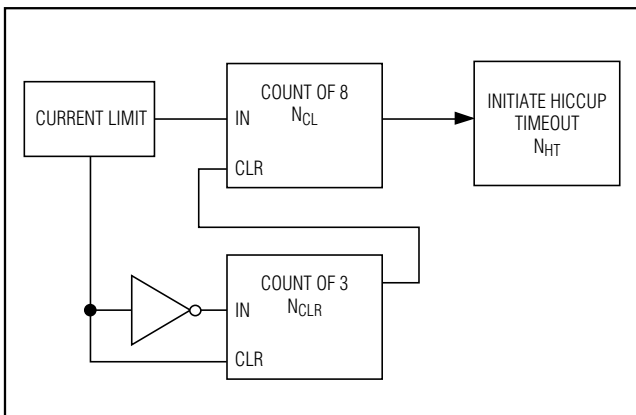 CURRENT LIMIT
COUNT OF 8
NCL
IN
CLR
INITIATE HICCUP
TIMEOUT
NHT
COUNT OF 3
NCLR
IN
CLR